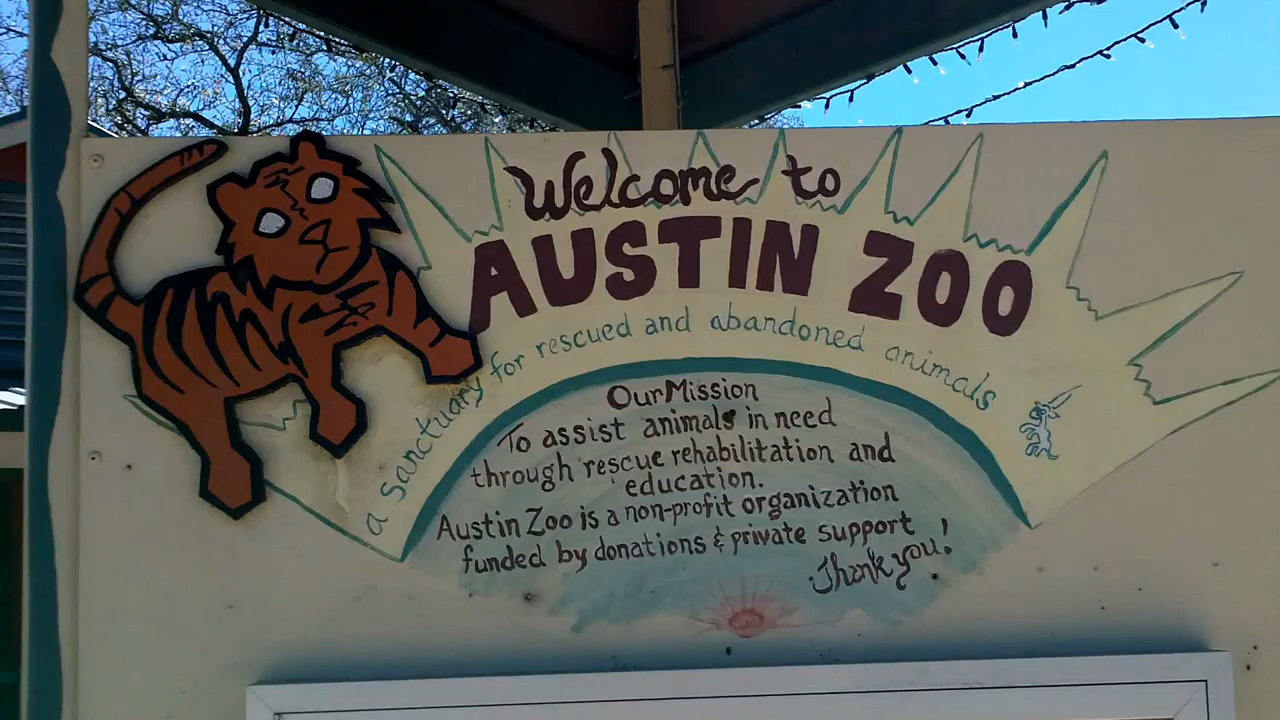 Welcome to
AUSTIN ZOO
a Sanctuary for rescued and abandoned animals
Our Mission
To assist animals in need
through rescue rehabilitation and
education.
Austin Zoo is a non-profit organization
funded by donations & private support
Thank you!